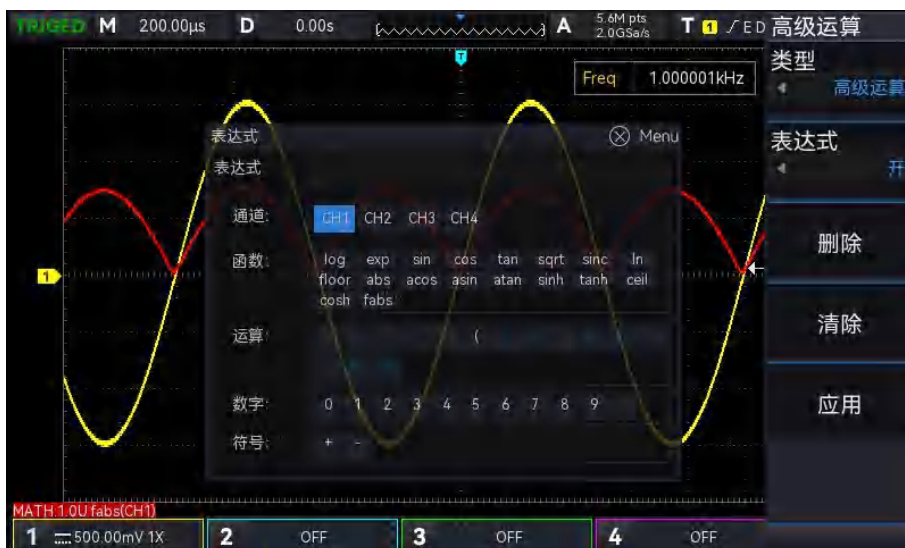 TRIGED M 200.00μs D 0.00s A 5.6M pts 2.0GSa/s T 1 ED
高级运算
类型
高级运算
Freq 1.000001kHz
表达式
开
删除
清除
应用
表达式 Menu
表达式
通道: CH1 CH2 CH3 CH4
函数: log exp sin cos tan sqrt sinc ln
floor abs acos asin atan sinh tanh ceil
cosh fabs
运算 (
数字: 0 1 2 3 4 5 6 7 8 9
符号: + -
1
MATH:1.0U fabs(CH1)
1 500.00mV 1X 2 OFF 3 OFF 4 OFF